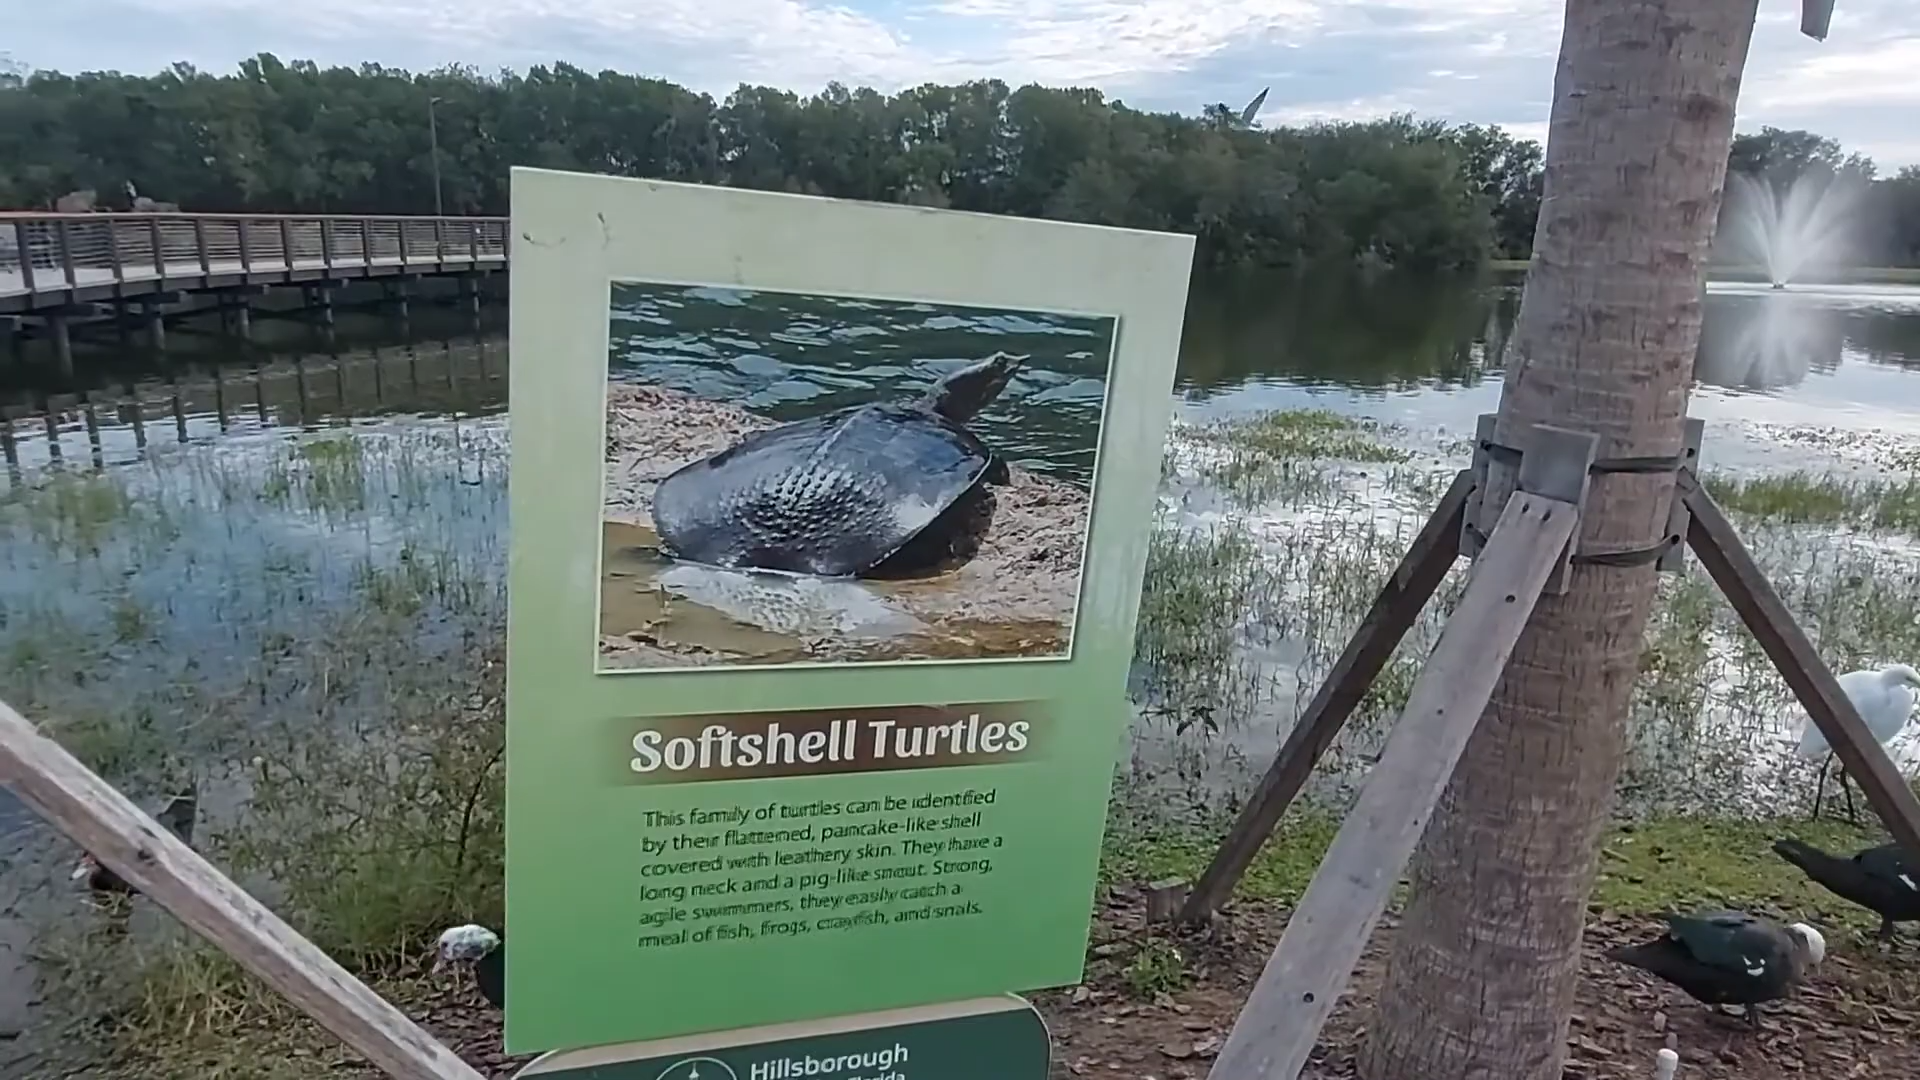 Softshell Turtles
This family of turtles can be identified
by their flattened, pancake-like shell
covered with leathery skin. They have a
long neck and a pig-like snout. Strong,
agile swimmers, they easily catch a
meal of fish, frogs, crayfish, and snails.
Hillsborough
Florida